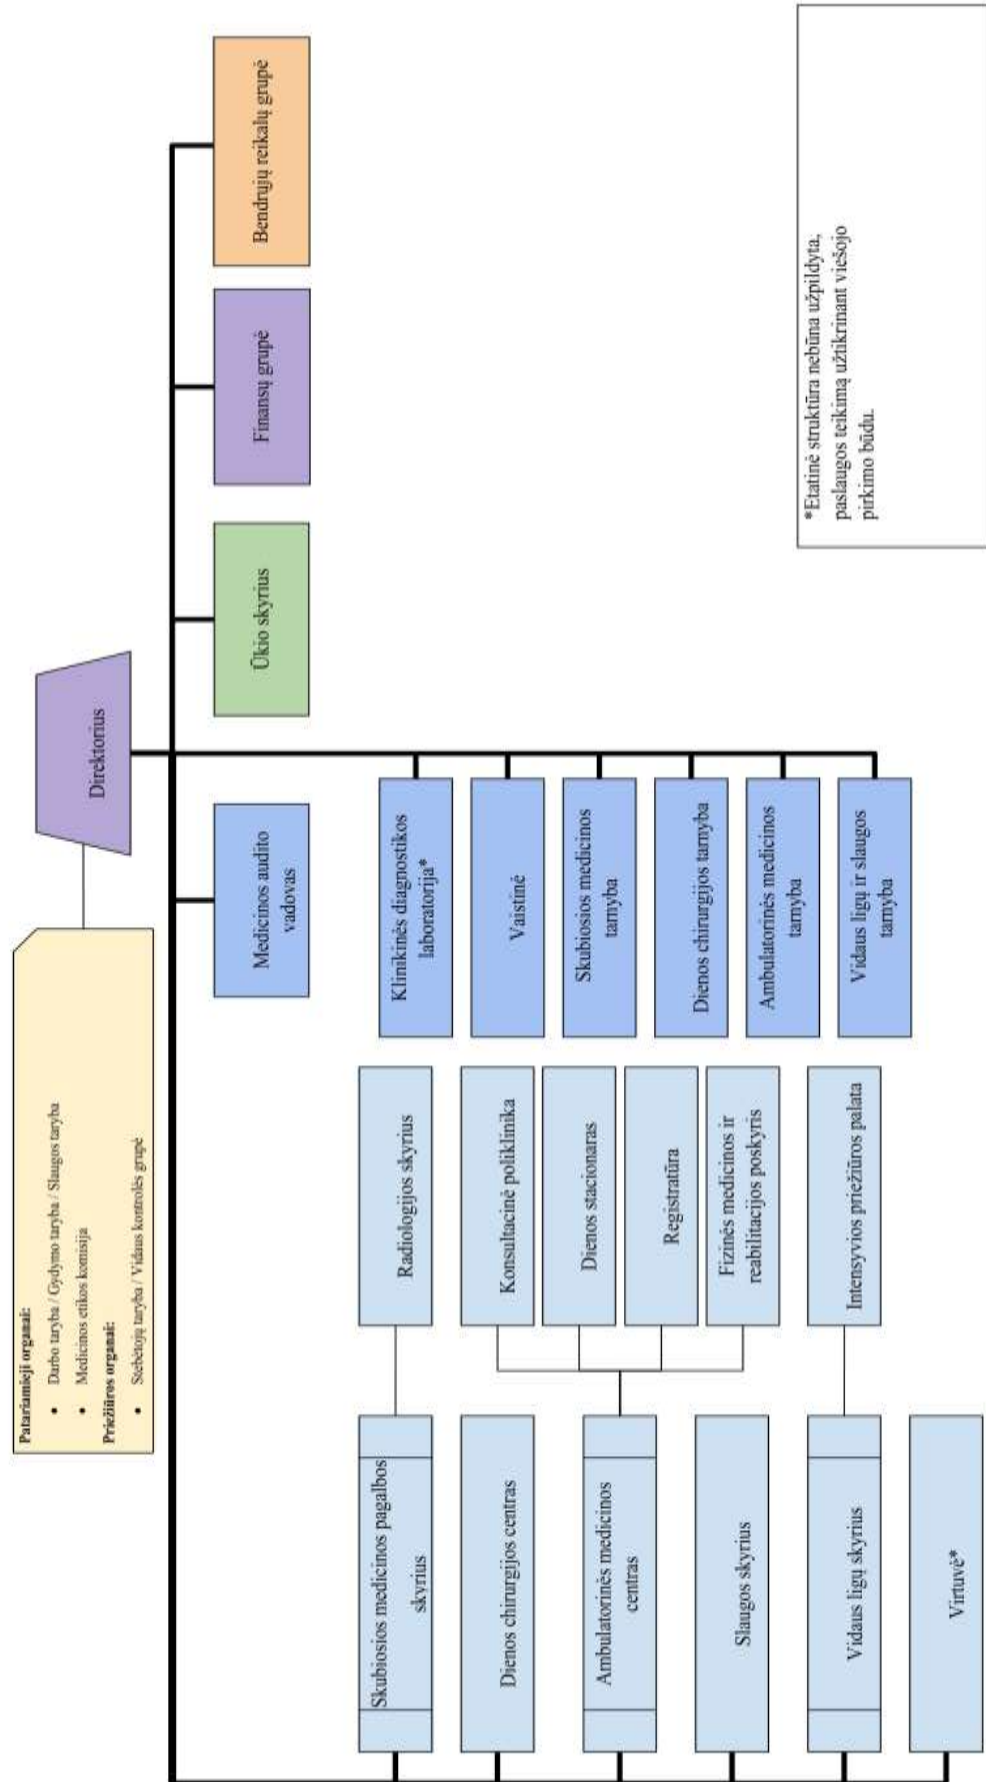 Patariamieji organai:
• Darbo taryba / Gydymo taryba / Slaugos taryba
• Medicinos etikos komisija
Priežiūros organai:
• Stebėtojų taryba / Vidaus kontrolės grupė
Direktorius
Medicinos audito
vadovas
Ūkio skyrius
Finansų grupė
Bendrųjų reikalų grupė
Skubiosios medicinos pagalbos
skyrius
Radiologijos skyrius
Klinikinės diagnostikos
laboratorija*
Dienos chirurgijos centras
Konsultacinė poliklinika
Vaistinė
Ambulatorinės medicinos
centras
Dienos stacionaras
Skubiosios medicinos
tarnyba
Registratūra
Dienos chirurgijos tarnyba
Slaugos skyrius
Fizinės medicinos ir
reabilitacijos poskyris
Ambulatorinės medicinos
tarnyba
Vidaus ligų skyrius
Intensyvios priežiūros palata
Vidaus ligų ir slaugos
tarnyba
Virtuvė*
*Etatinė struktūra nebūna užpildyta,
paslaugos teikimą užtikrinant viešojo
pirkimo būdu.